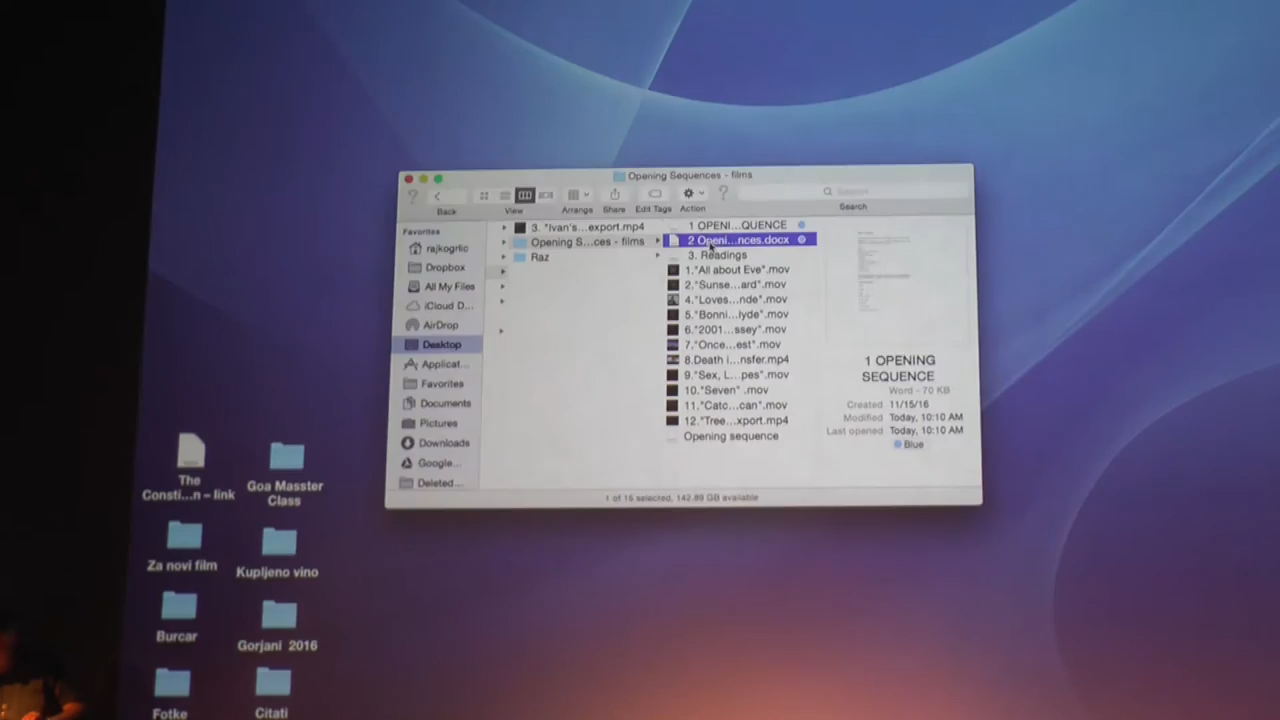 Opening Sequences - films
Back
View
Arrange
Share
Edit Tags
Action
Search
Search
Favorites
rajkogrlic
Dropbox
All My Files
iCloud D...
AirDrop
Desktop
Applicat...
Favorites
Documents
Pictures
Downloads
Google...
Deleted...
3. "Ivan's...export.mp4
Opening S...ces - films
Raz
1 OPENI...QUENCE
2 Openi...nces.docx
3. Readings
1."All about Eve".mov
2."Sunse...ard".mov
4."Loves...nde".mov
5."Bonni...lyde".mov
6."2001...ssey".mov
7."Once...est".mov
8.Death i...nsfer.mp4
9."Sex, L...pes".mov
10."Seven" .mov
11."Catc...can".mov
12."Tree...xport.mp4
Opening sequence
1 OPENING
SEQUENCE
Word - 70 KB
Created 11/15/16
Modified Today, 10:10 AM
Last opened Today, 10:10 AM
Blue
1 of 15 selected, 142.89 GB available
The
Consti...n – link
Goa Masster
Class
Za novi film
Kupljeno vino
Burcar
Gorjani 2016
Fotke
Citati